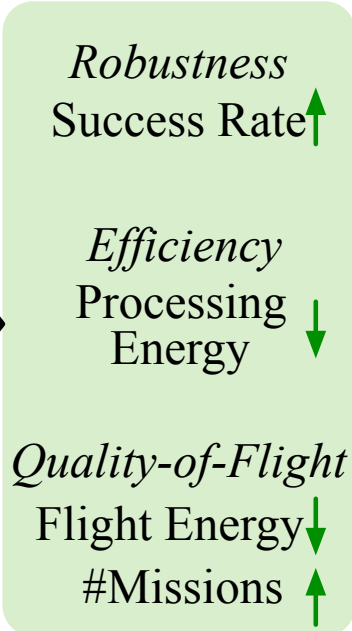 Robustness
Success Rate
Efficiency
Processing
Energy
Quality-of-Flight
Flight Energy
#Missions